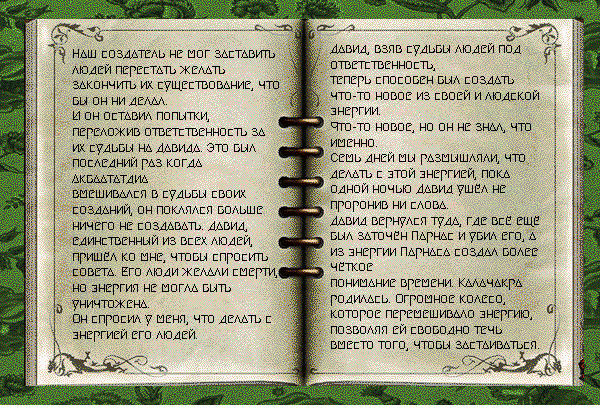 Наш создатель не мог заставить
людей перестать желать
закончить их существование, что
бы он ни делал.
И он оставил попытки,
переложив ответственность за
их судьбы на Давида. Это был
последний раз когда
Акбаататдиа
вмешивался в судьбы своих
созданий, он поклялся больше
ничего не создавать. Давид,
единственный из всех людей,
пришёл ко мне, чтобы спросить
совета. Его люди желали смерти,
но энергия не могла быть
уничтожена.
Он спросил у меня, что делать с
энергией его людей.
Давид, взяв судьбы людей под
ответственность,
теперь способен был создать
что-то новое из своей и людской
энергии.
Что-то новое, но он не знал, что
именно.
Семь дней мы размышляли, что
делать с этой энергией, пока
одной ночью Давид ушёл не
проронив ни слова.
Давид вернулся туда, где всё ещё
был заточён Парнас и убил его, а
из энергии Парнаса создал более
чёткое
понимание времени. Калачакра
родилась. Огромное колесо,
которое перемешивало энергию,
позволяя ей свободно течь
вместо того, чтобы застаиваться.